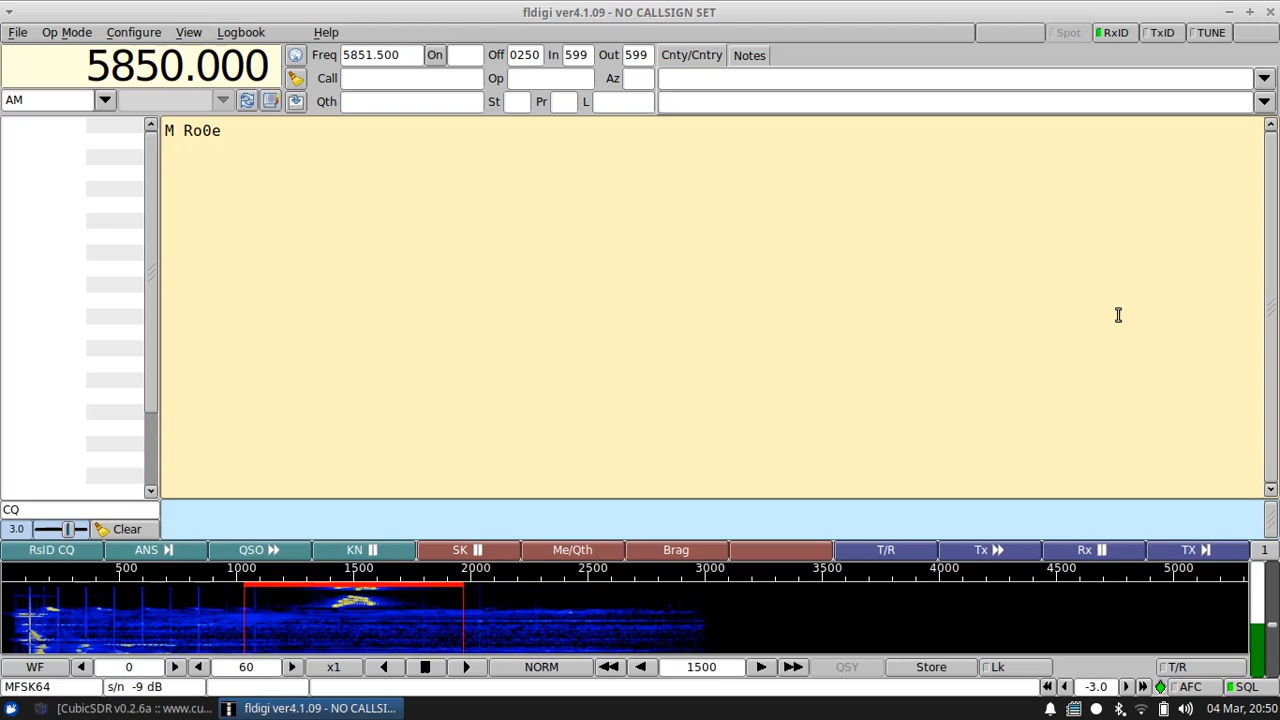 fldigi ver4.1.09 - NO CALLSIGN SET
File Op Mode Configure View Logbook Help Spot RxID TxID TUNE
5850.000
Freq 5851.500 On Off 0250 In 599 Out 599 Cnty/Cntry Notes
Call Op Az
AM Qth St Pr L
M Ro0e
CQ
3.0 Clear
RsID CQ ANS QSO KN SK Me/Qth Brag T/R Tx Rx TX 1
500 1000 1500 2000 2500 3000 3500 4000 4500 5000
WF 0 60 x1 NORM 1500 QSY Store Lk T/R
MFSK64 s/n -9 dB -3.0 AFC SQL
[CubicSDR v0.2.6a :: www.cu... fldigi ver4.1.09 - NO CALLSI... 04 Mar, 20:50